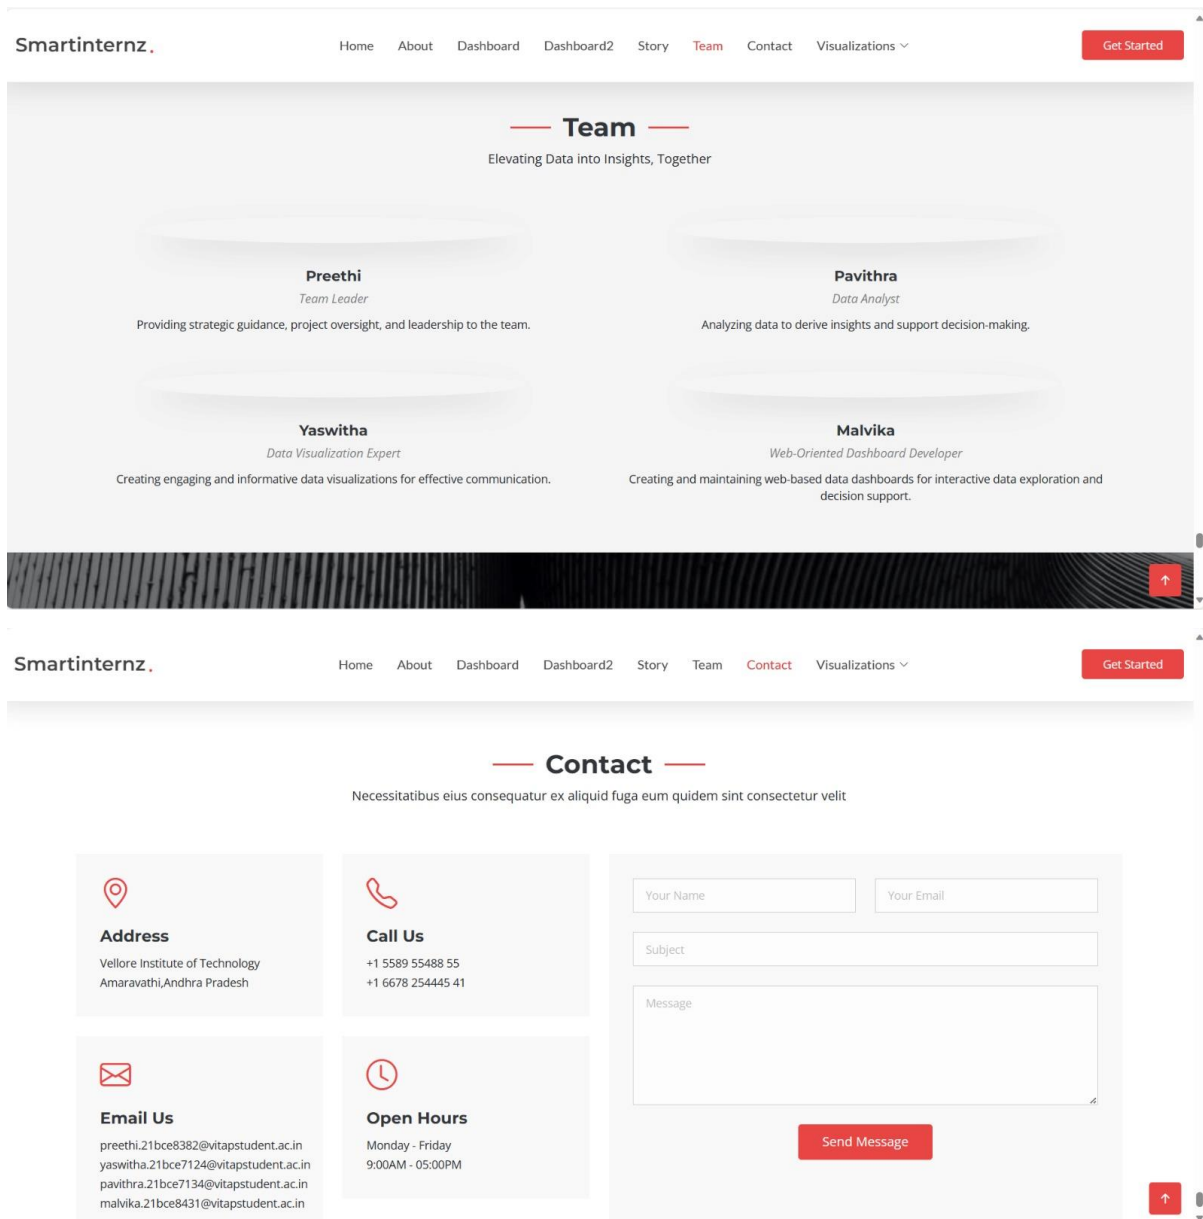 Smartinternz.
Home About Dashboard Dashboard2 Story Team Contact Visualizations
Get Started
Team
Elevating Data into Insights, Together
Preethi
Team Leader
Providing strategic guidance, project oversight, and leadership to the team.
Pavithra
Data Analyst
Analyzing data to derive insights and support decision-making.
Yaswitha
Data Visualization Expert
Creating engaging and informative data visualizations for effective communication.
Malvika
Web-Oriented Dashboard Developer
Creating and maintaining web-based data dashboards for interactive data exploration and
decision support.
Smartinternz.
Home About Dashboard Dashboard2 Story Team Contact Visualizations
Get Started
Contact
Necessitatibus eius consequatur ex aliquid fuga eum quidem sint consectetur velit
Address
Vellore Institute of Technology
Amaravathi,Andhra Pradesh
Call Us
+1 5589 55488 55
+1 6678 254445 41
Email Us
preethi.21bce8382@vitapstudent.ac.in
yaswitha.21bce7124@vitapstudent.ac.in
pavithra.21bce7134@vitapstudent.ac.in
malvika.21bce8431@vitapstudent.ac.in
Open Hours
Monday - Friday
9:00AM - 05:00PM
Your Name
Your Email
Subject
Message
Send Message